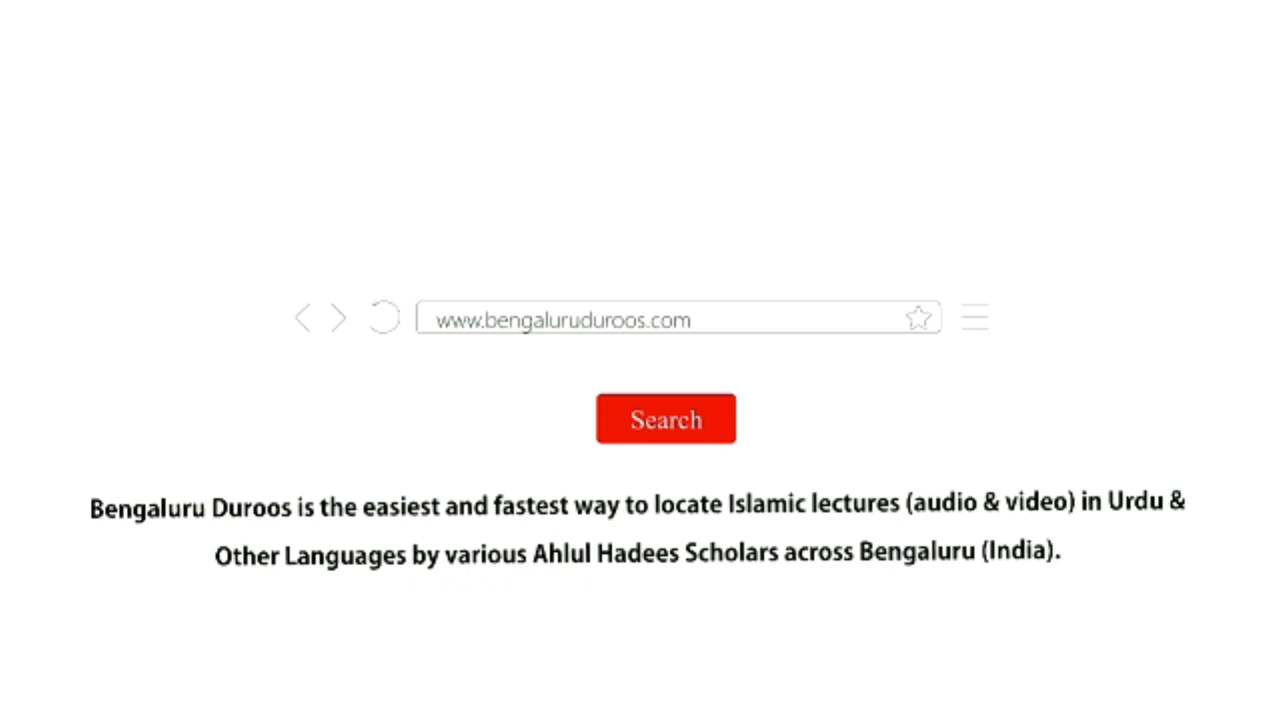 www.bengaluruduroos.com
Search
Bengaluru Duroos is the easiest and fastest way to locate Islamic lectures (audio & video) in Urdu &
Other Languages by various Ahlul Hadees Scholars across Bengaluru (India).